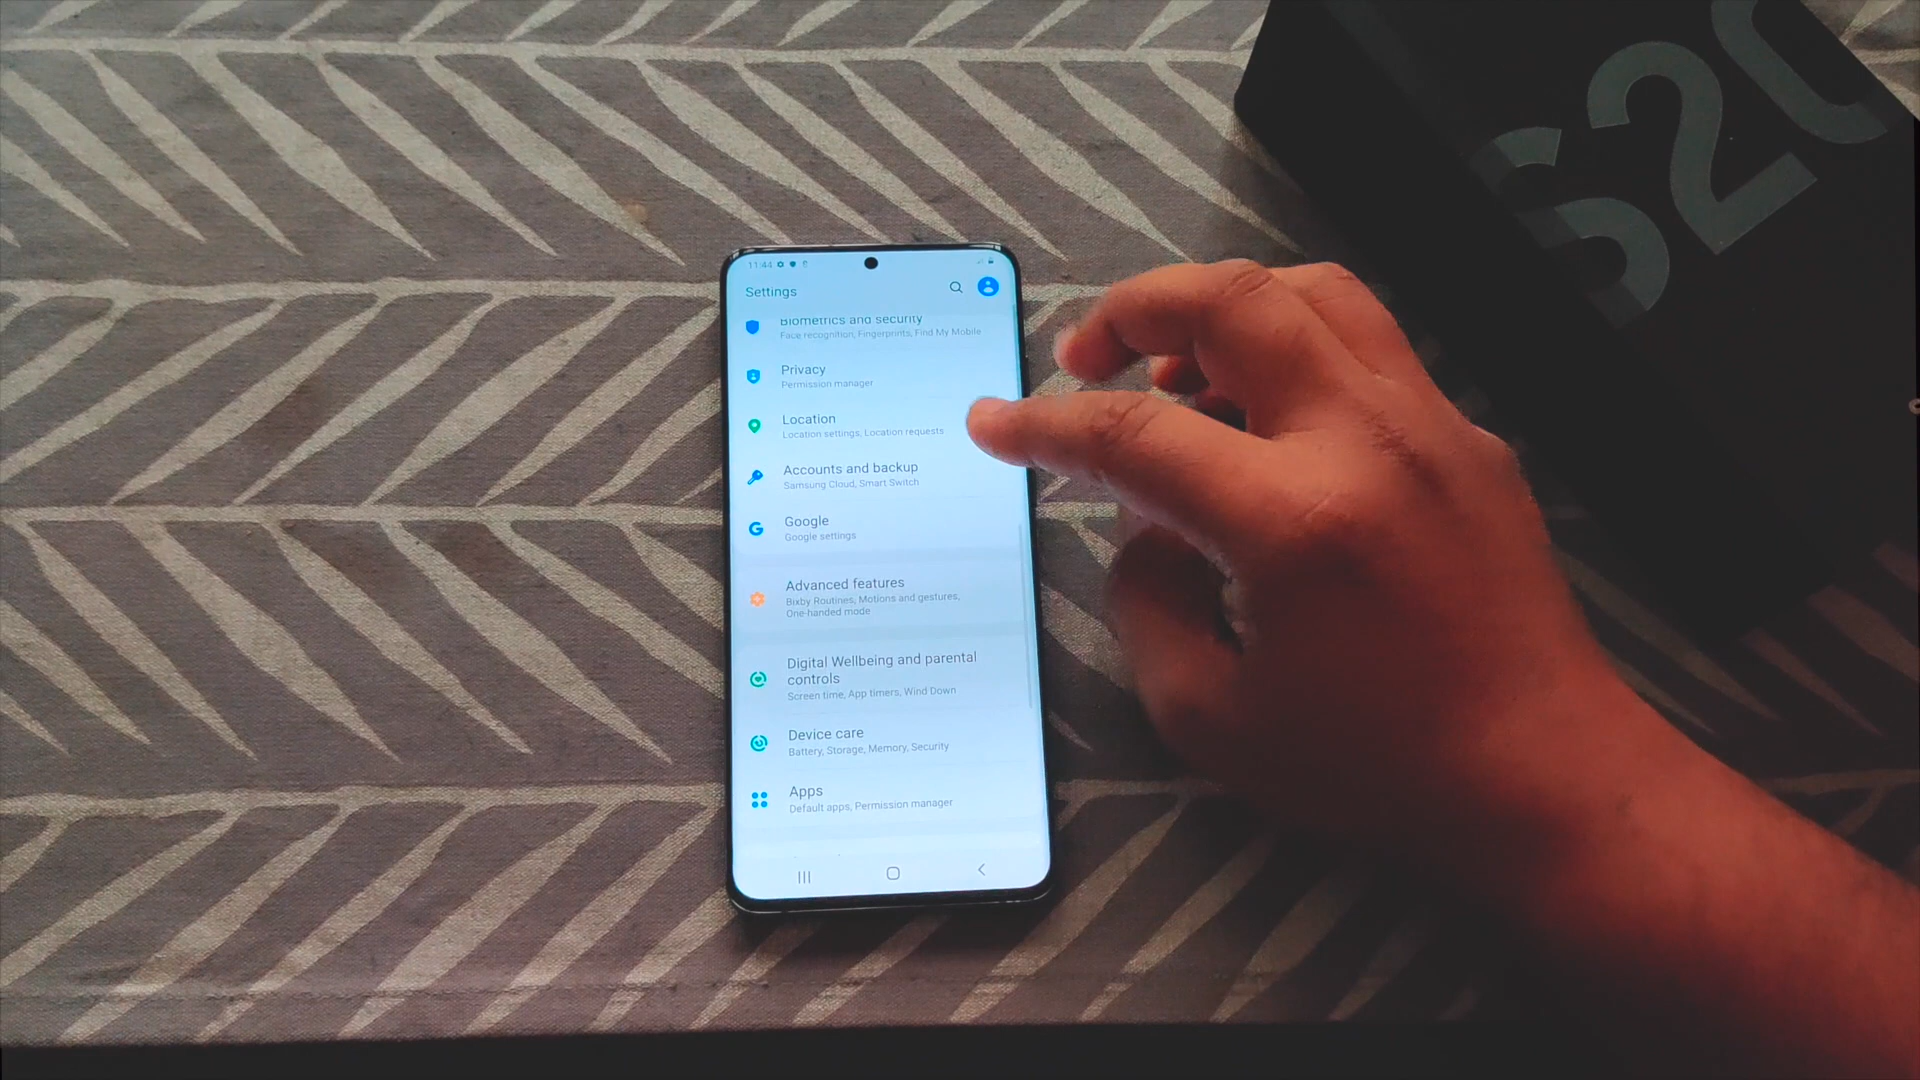 S20
11:44
Settings
Biometrics and security
Face recognition, Fingerprints, Find My Mobile
Privacy
Permission manager
Location
Location settings, Location requests
Accounts and backup
Samsung Cloud, Smart Switch
Google
Google settings
Advanced features
Bixby Routines, Motions and gestures,
One-handed mode
Digital Wellbeing and parental
controls
Screen time, App timers, Wind Down
Device care
Battery, Storage, Memory, Security
Apps
Default apps, Permission manager